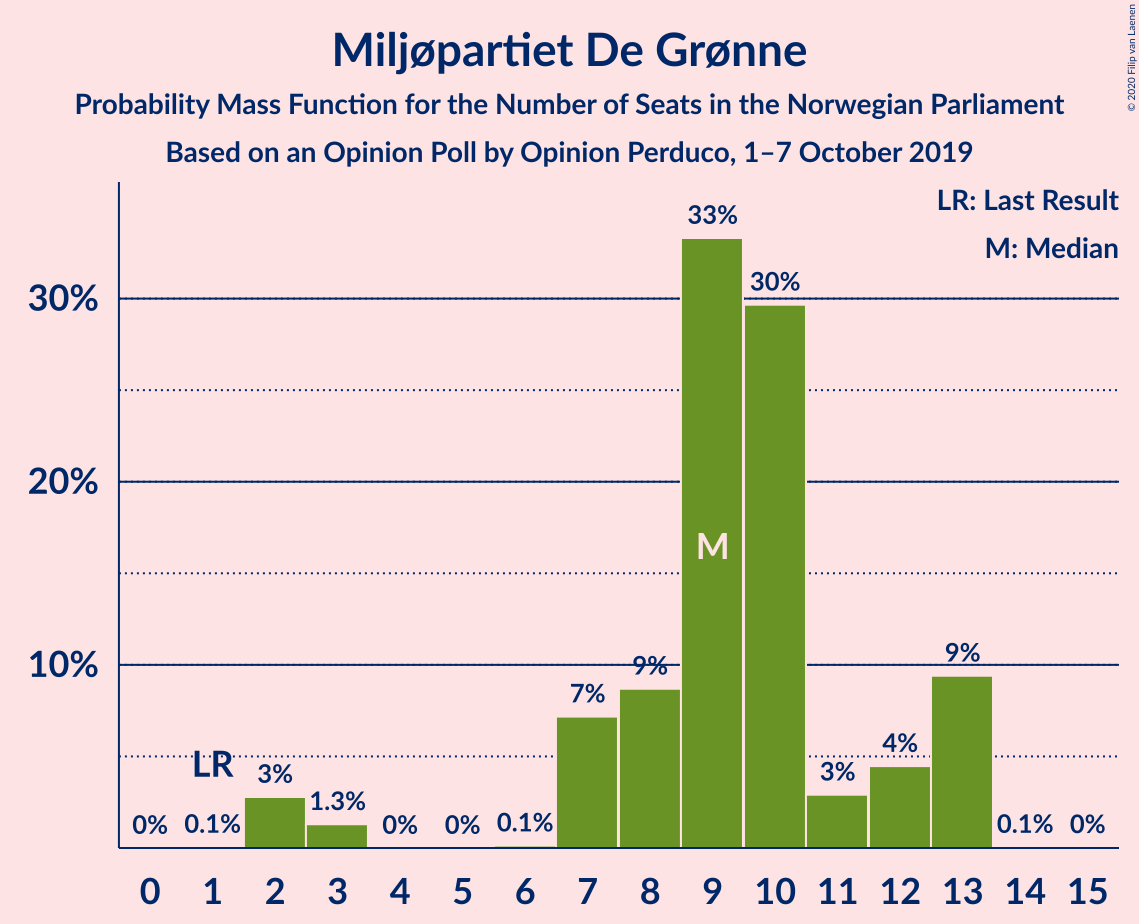 Miljøpartiet De Grønne
Probability Mass Function for the Number of Seats in the Norwegian Parliament
Based on an Opinion Poll by Opinion Perduco, 1–7 October 2019
© 2020 Filip van Laenen
LR: Last Result
M: Median
30%
20%
10%
0%
LR
0.1%
3%
1.3%
0%
0%
0.1%
7%
9%
33%
M
30%
3%
4%
9%
0.1%
0%
0 1 2 3 4 5 6 7 8 9 10 11 12 13 14 15